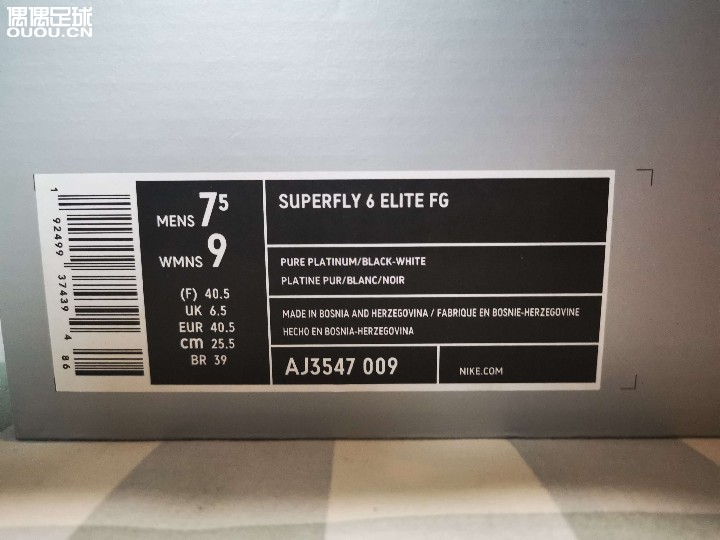 偶偶足球
OUOU.CN
1 92499 37439 4 86
MENS 7 5
WMNS 9
(F) 40.5
UK 6.5
EUR 40.5
cm 25.5
BR 39
SUPERFLY 6 ELITE FG
PURE PLATINUM/BLACK-WHITE
PLATINE PUR/BLANC/NOIR
MADE IN BOSNIA AND HERZEGOVINA / FABRIQUE EN BOSNIE-HERZEGOVINE
HECHO EN BOSNIA-HERZEGOVINA
AJ3547 009
NIKE.COM